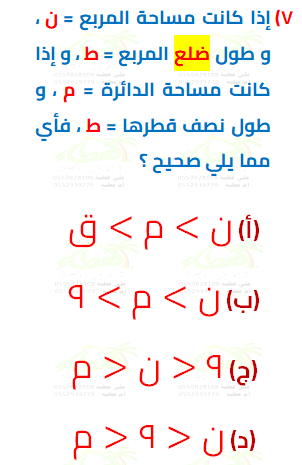 ٧) إذا كانت مساحة المربع = ن ،
و طول ضلع المربع = ط ، و إذا
كانت مساحة الدائرة = م ، و
طول نصف قطرها = ط ، فأي
مما يلي صحيح ؟
(أ) ن < م < ق
(ب) ن > م > ٩
(ج) ٩ > ن > م
(د) ن > ٩ > م